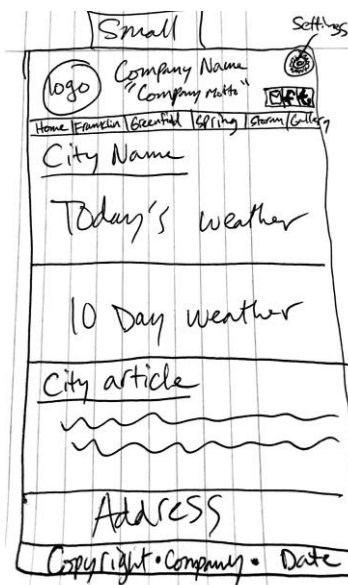 Small
Settings
logo
Company Name
"Company Motto"
Home Franklin Greenfield Spring Storm Gallery
City Name
Today's weather
10 Day weather
City article
Address
Copyright • Company • Date